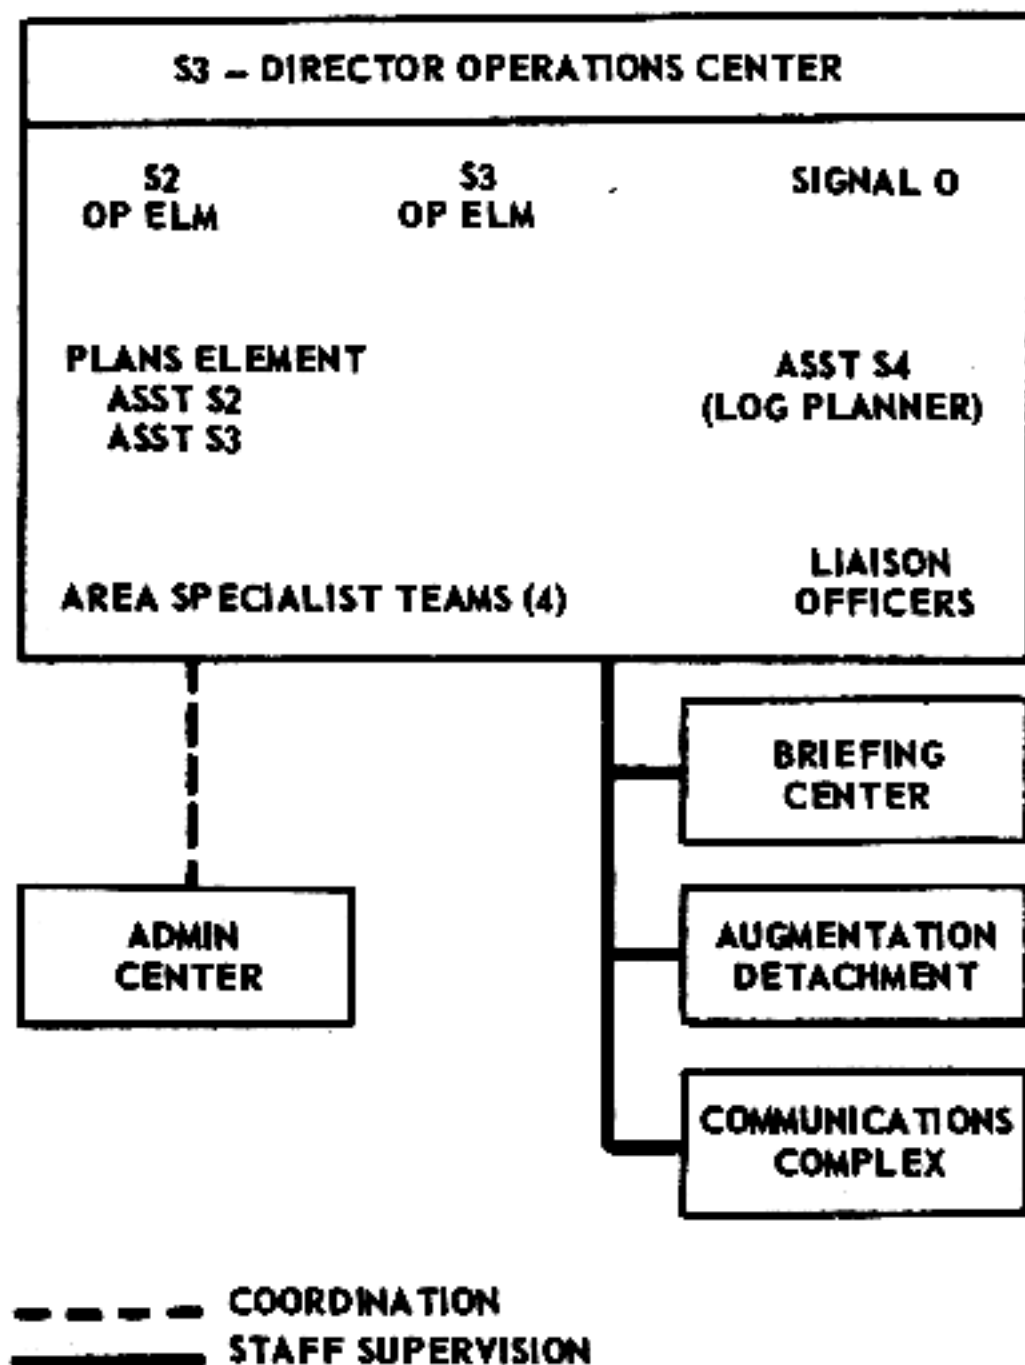 S3 – DIRECTOR OPERATIONS CENTER
S2
OP ELM
S3
OP ELM
SIGNAL O
PLANS ELEMENT
ASST S2
ASST S3
ASST S4
(LOG PLANNER)
AREA SPECIALIST TEAMS (4)
LIAISON
OFFICERS
BRIEFING
CENTER
ADMIN
CENTER
AUGMENTATION
DETACHMENT
COMMUNICATIONS
COMPLEX
COORDINATION
STAFF SUPERVISION